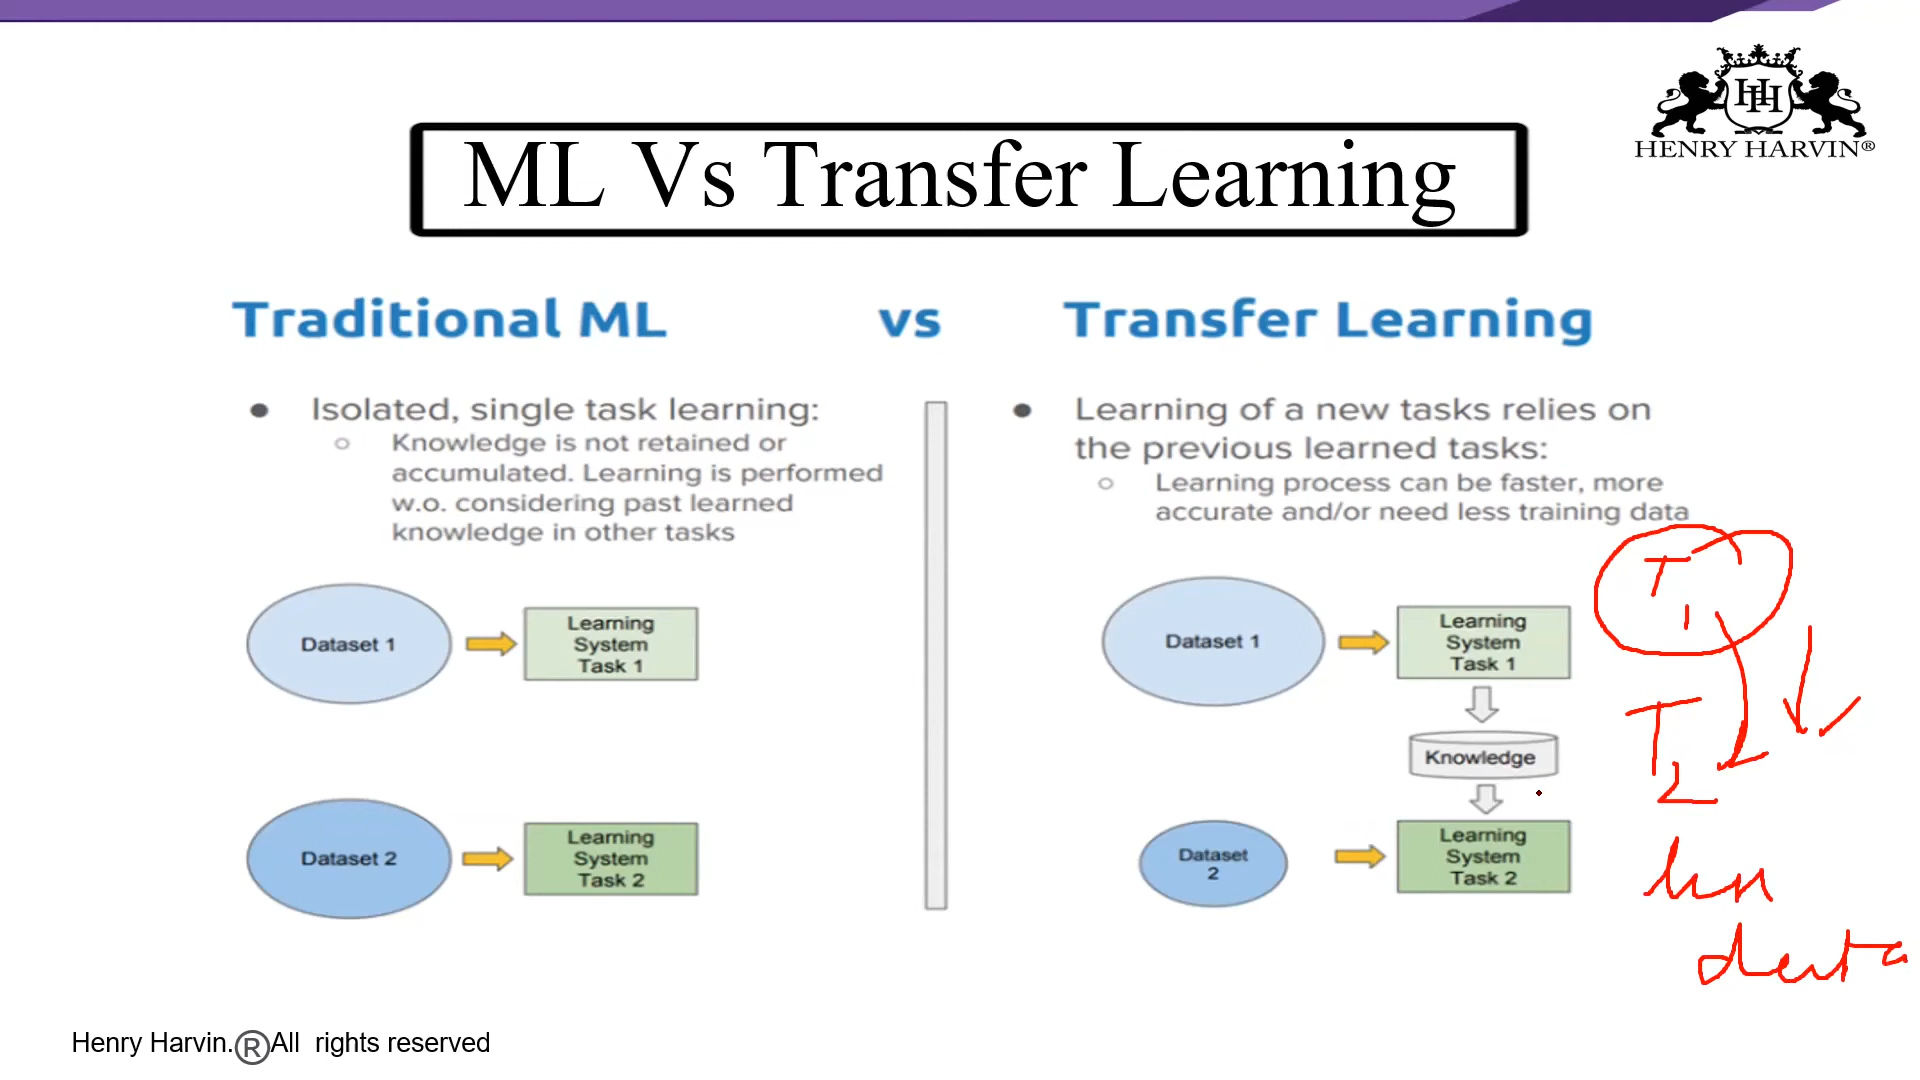 HH
HENRY HARVIN®
ML Vs Transfer Learning
Traditional ML vs Transfer Learning
● Isolated, single task learning:
○ Knowledge is not retained or
accumulated. Learning is performed
w.o. considering past learned
knowledge in other tasks
Dataset 1
Learning
System
Task 1
Dataset 2
Learning
System
Task 2
● Learning of a new tasks relies on
the previous learned tasks:
○ Learning process can be faster, more
accurate and/or need less training data
Dataset 1
Learning
System
Task 1
Knowledge
Dataset
2
Learning
System
Task 2
T1
T2
data
Henry Harvin.®All rights reserved